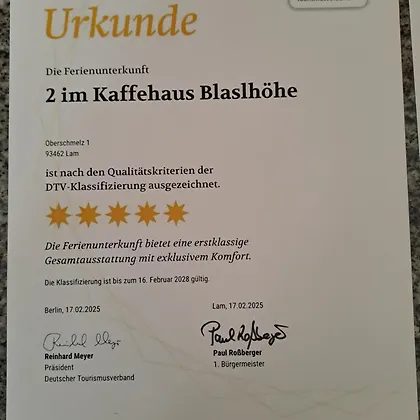 Urkunde
Die Ferienunterkunft
2 im Kaffehaus Blaslhöhe
Oberschmelz 1
93462 Lam
ist nach den Qualitätskriterien der
DTV-Klassifizierung ausgezeichnet.
Die Ferienunterkunft bietet eine erstklassige
Gesamtausstattung mit exklusivem Komfort.
Die Klassifizierung ist bis zum 16. Februar 2028 gültig.
Berlin, 17.02.2025
Lam, 17.02.2025
Paul Roßberger
Reinhard Meyer
Präsident
Deutscher Tourismusverband
Paul Roßberger
1. Bürgermeister